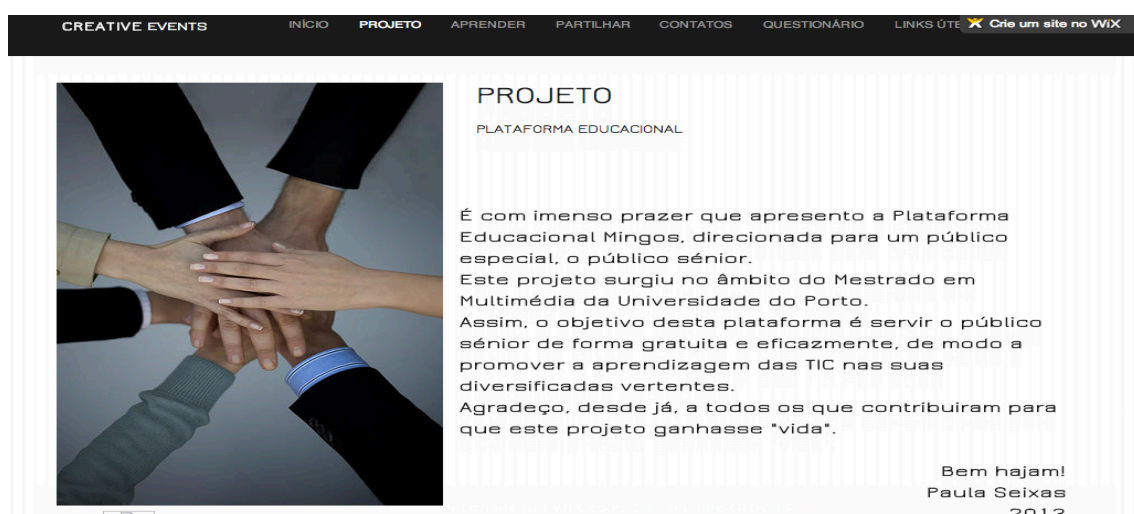 CREATIVE EVENTS INÍCIO PROJETO APRENDER PARTILHAR CONTATOS QUESTIONÁRIO LINKS ÚTE Crie um site no WiX
PROJETO
PLATAFORMA EDUCACIONAL
É com imenso prazer que apresento a Plataforma
Educacional Mingos, direcionada para um público
especial, o público sénior.
Este projeto surgiu no âmbito do Mestrado em
Multimédia da Universidade do Porto.
Assim, o objetivo desta plataforma é servir o público
sénior de forma gratuita e eficazmente, de modo a
promover a aprendizagem das TIC nas suas
diversificadas vertentes.
Agradeço, desde já, a todos os que contribuiram para
que este projeto ganhasse "vida".
Bem hajam!
Paula Seixas